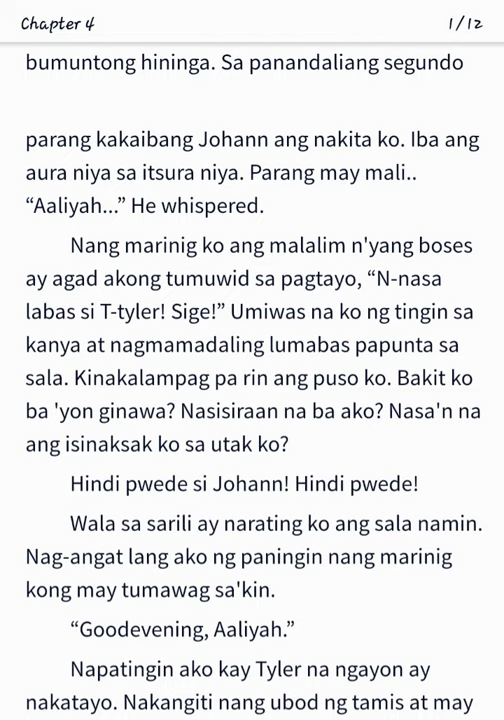 Chapter 4
1/12
bumuntong hininga. Sa panandaliang segundo
parang kakaibang Johann ang nakita ko. Iba ang
aura niya sa itsura niya. Parang may mali..
“Aaliyah...” He whispered.
Nang marinig ko ang malalim n'yang boses
ay agad akong tumuwid sa pagtayo, “N-nasa
labas si T-tyler! Sige!” Umiwas na ko ng tingin sa
kanya at nagmamadaling lumabas papunta sa
sala. Kinakalampag pa rin ang puso ko. Bakit ko
ba 'yon ginawa? Nasisiraan na ba ako? Nasa'n na
ang isinaksak ko sa utak ko?
Hindi pwede si Johann! Hindi pwede!
Wala sa sarili ay narating ko ang sala namin.
Nag-angat lang ako ng paningin nang marinig
kong may tumawag sa'kin.
“Goodevening, Aaliyah.”
Napatingin ako kay Tyler na ngayon ay
nakatayo. Nakangiti nang ubod ng tamis at may